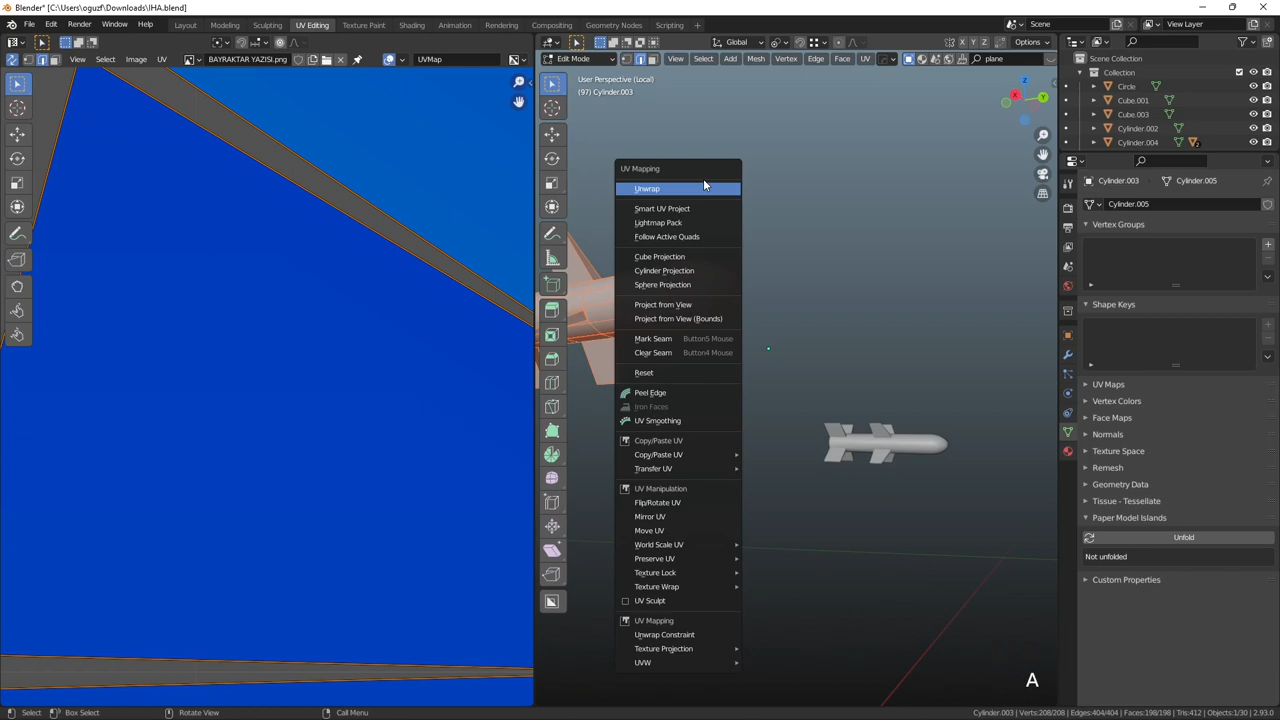 Blender* [C:\Users\oguzf\Downloads\IHA.blend]
File Edit Render Window Help Layout Modeling Sculpting UV Editing Texture Paint Shading Animation Rendering Compositing Geometry Nodes Scripting + Scene View Layer
View Select Image UV BAYRAKTAR YAZISI.png UVMap
Global Options
Edit Mode View Select Add Mesh Vertex Edge Face UV plane
User Perspective (Local)
(97) Cylinder.003
Scene Collection
Collection
Circle
Cube.001
Cube.003
Cylinder.002
Cylinder.004
2
Cylinder.003 Cylinder.005
Cylinder.005
Vertex Groups
Shape Keys
UV Maps
Vertex Colors
Face Maps
Normals
Texture Space
Remesh
Geometry Data
Tissue - Tessellate
Paper Model Islands
Unfold
Not unfolded
Custom Properties
UV Mapping
Unwrap
Smart UV Project
Lightmap Pack
Follow Active Quads
Cube Projection
Cylinder Projection
Sphere Projection
Project from View
Project from View (Bounds)
Mark Seam Button5 Mouse
Clear Seam Button4 Mouse
Reset
Peel Edge
Iron Faces
UV Smoothing
Copy/Paste UV
Copy/Paste UV
Transfer UV
UV Manipulation
Flip/Rotate UV
Mirror UV
Move UV
World Scale UV
Preserve UV
Texture Lock
Texture Wrap
UV Sculpt
UV Mapping
Unwrap Constraint
Texture Projection
UVW
X Y Z
Z
X
Y
A
Select Box Select Rotate View Call Menu Cylinder.003 | Verts:208/208 | Edges:404/404 | Faces:198/198 | Tris:412 | Objects:1/30 | 2.93.0